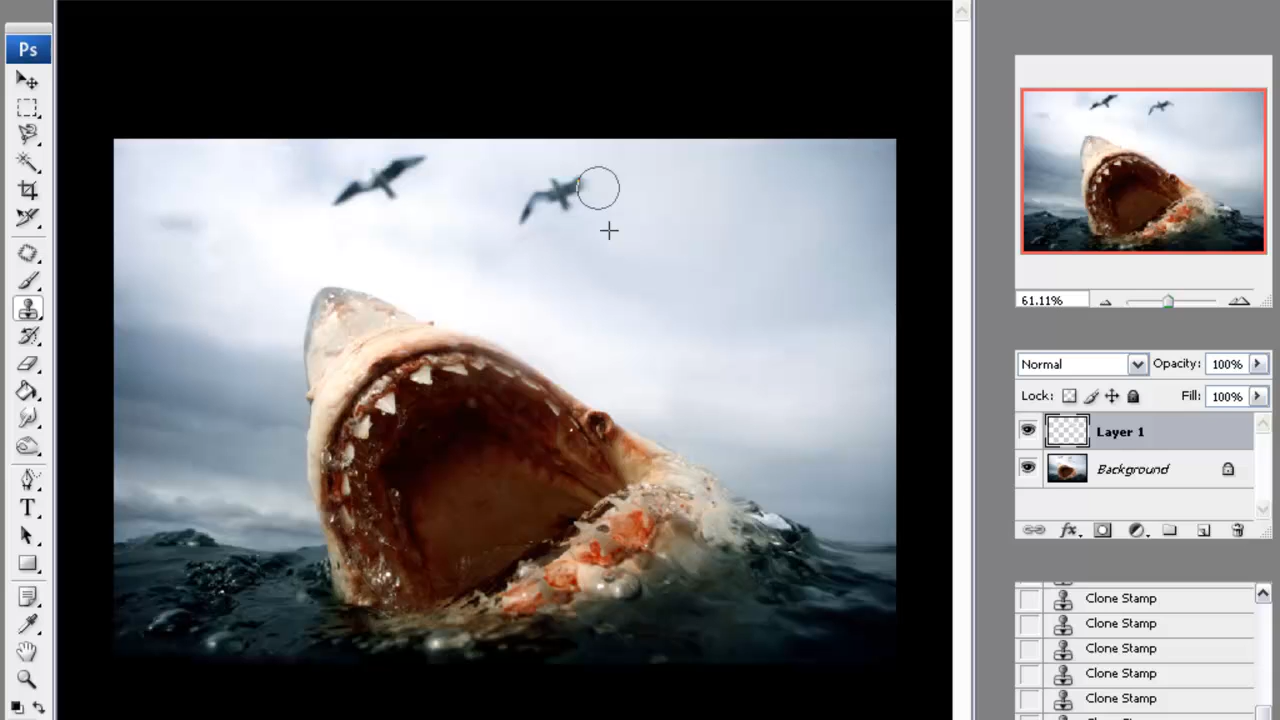 Ps
T
61.11%
Normal Opacity: 100%
Lock: Fill: 100%
Layer 1
Background
fx
Clone Stamp
Clone Stamp
Clone Stamp
Clone Stamp
Clone Stamp